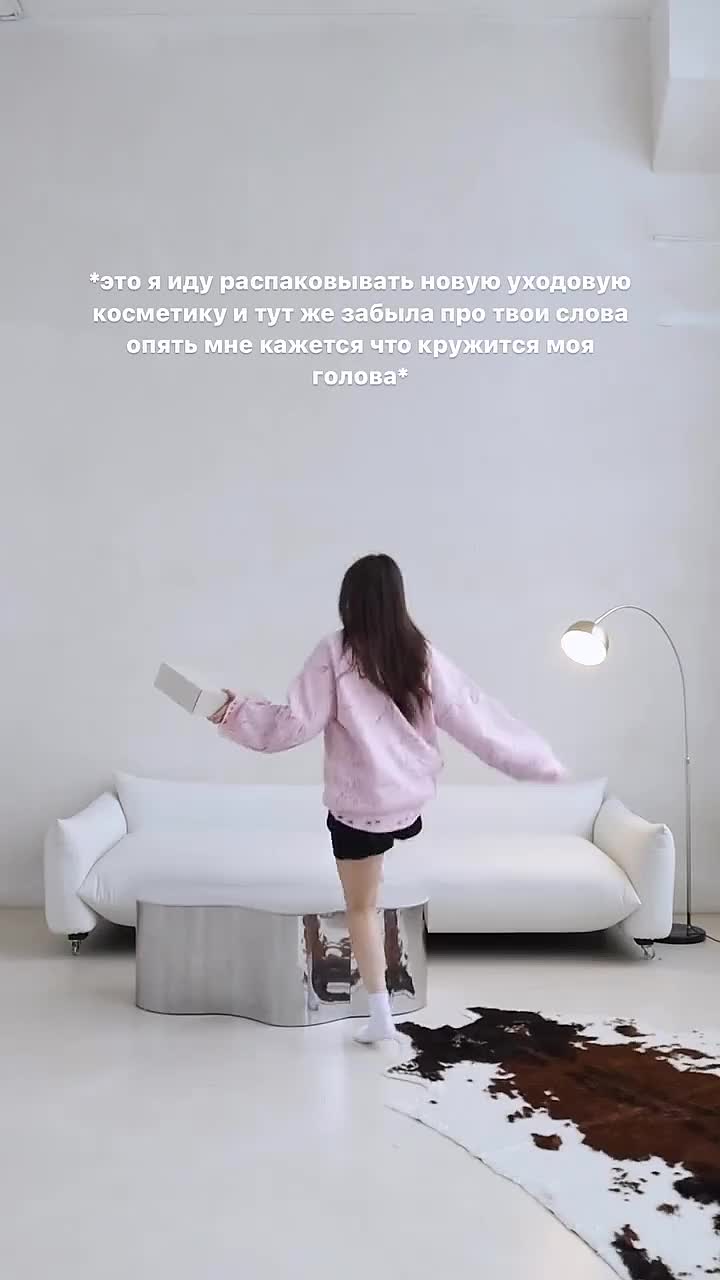 *это я иду распаковывать новую уходовую
косметику и тут же забыла про твои слова
опять мне кажется что кружится моя
голова*